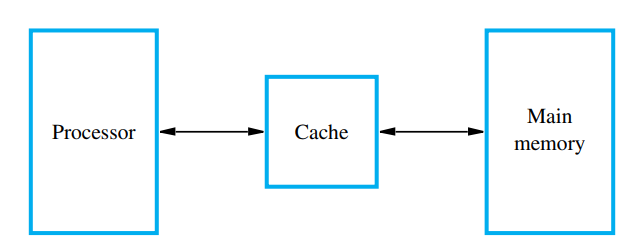 Processor
Cache
Main
memory